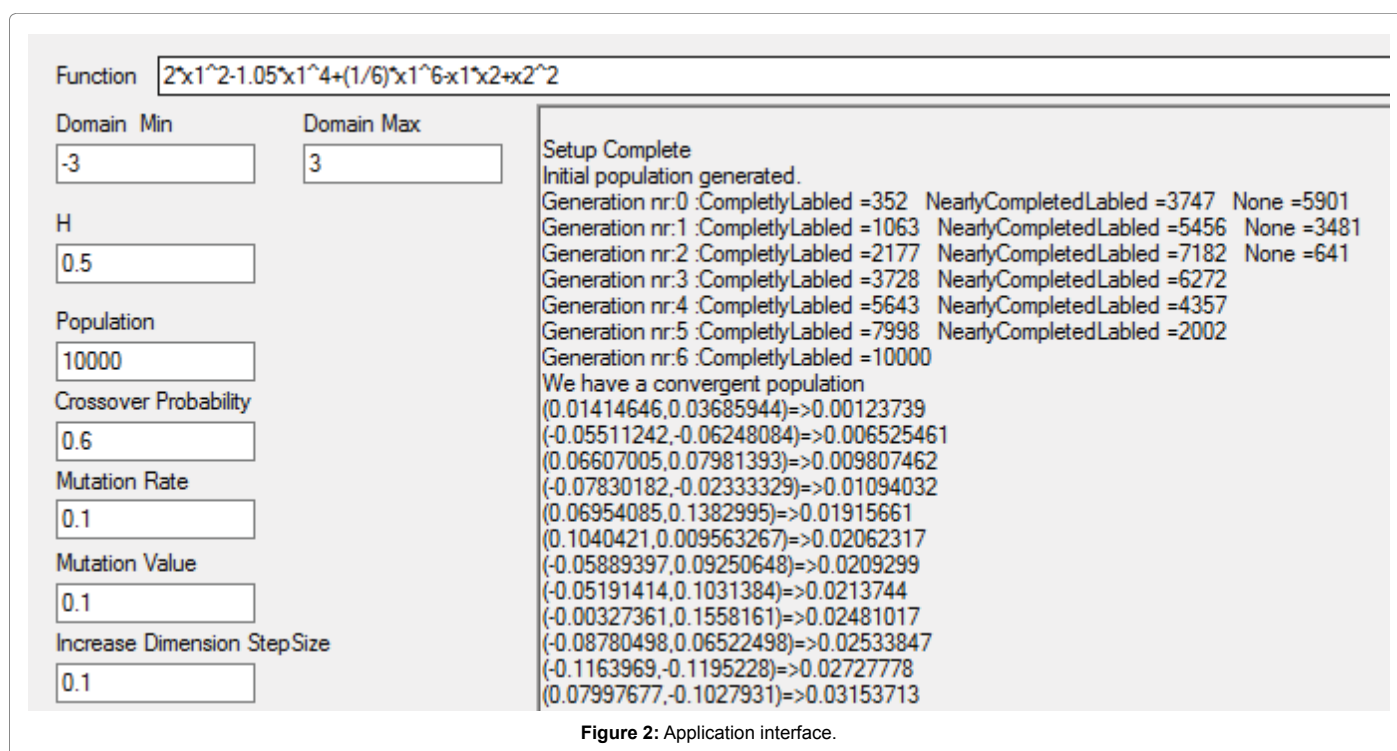 Function 2*x1^2-1.05*x1^4+(1/6)*x1^6-x1*x2+x2^2
Domain Min Domain Max
-3 3
H
0.5
Population
10000
Crossover Probability
0.6
Mutation Rate
0.1
Mutation Value
0.1
Increase Dimension StepSize
0.1
Setup Complete
Initial population generated.
Generation nr:0 :CompletlyLabled =352 NearlyCompletedLabled =3747 None =5901
Generation nr:1 :CompletlyLabled =1063 NearlyCompletedLabled =5456 None =3481
Generation nr:2 :CompletlyLabled =2177 NearlyCompletedLabled =7182 None =641
Generation nr:3 :CompletlyLabled =3728 NearlyCompletedLabled =6272
Generation nr:4 :CompletlyLabled =5643 NearlyCompletedLabled =4357
Generation nr:5 :CompletlyLabled =7998 NearlyCompletedLabled =2002
Generation nr:6 :CompletlyLabled =10000
We have a convergent population
(0.01414646,0.03685944)=>0.00123739
(-0.05511242,-0.06248084)=>0.006525461
(0.06607005,0.07981393)=>0.009807462
(-0.07830182,-0.02333329)=>0.01094032
(0.06954085,0.1382995)=>0.01915661
(0.1040421,0.009563267)=>0.02062317
(-0.05889397,0.09250648)=>0.0209299
(-0.05191414,0.1031384)=>0.0213744
(-0.00327361,0.1558161)=>0.02481017
(-0.08780498,0.06522498)=>0.02533847
(-0.1163969,-0.1195228)=>0.02727778
(0.07997677,-0.1027931)=>0.03153713
Figure 2: Application interface.